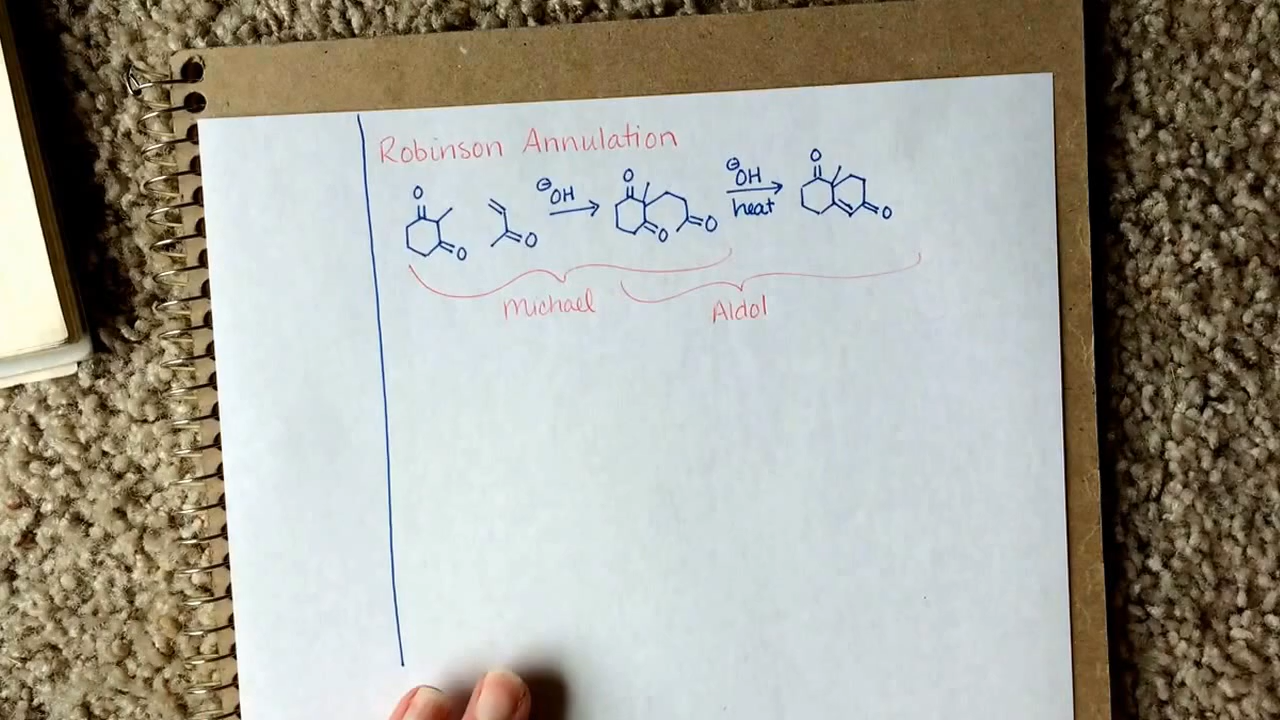 Robinson Annulation
O O O ⊖OH O O O ⊖OH heat O O
Michael Aldol